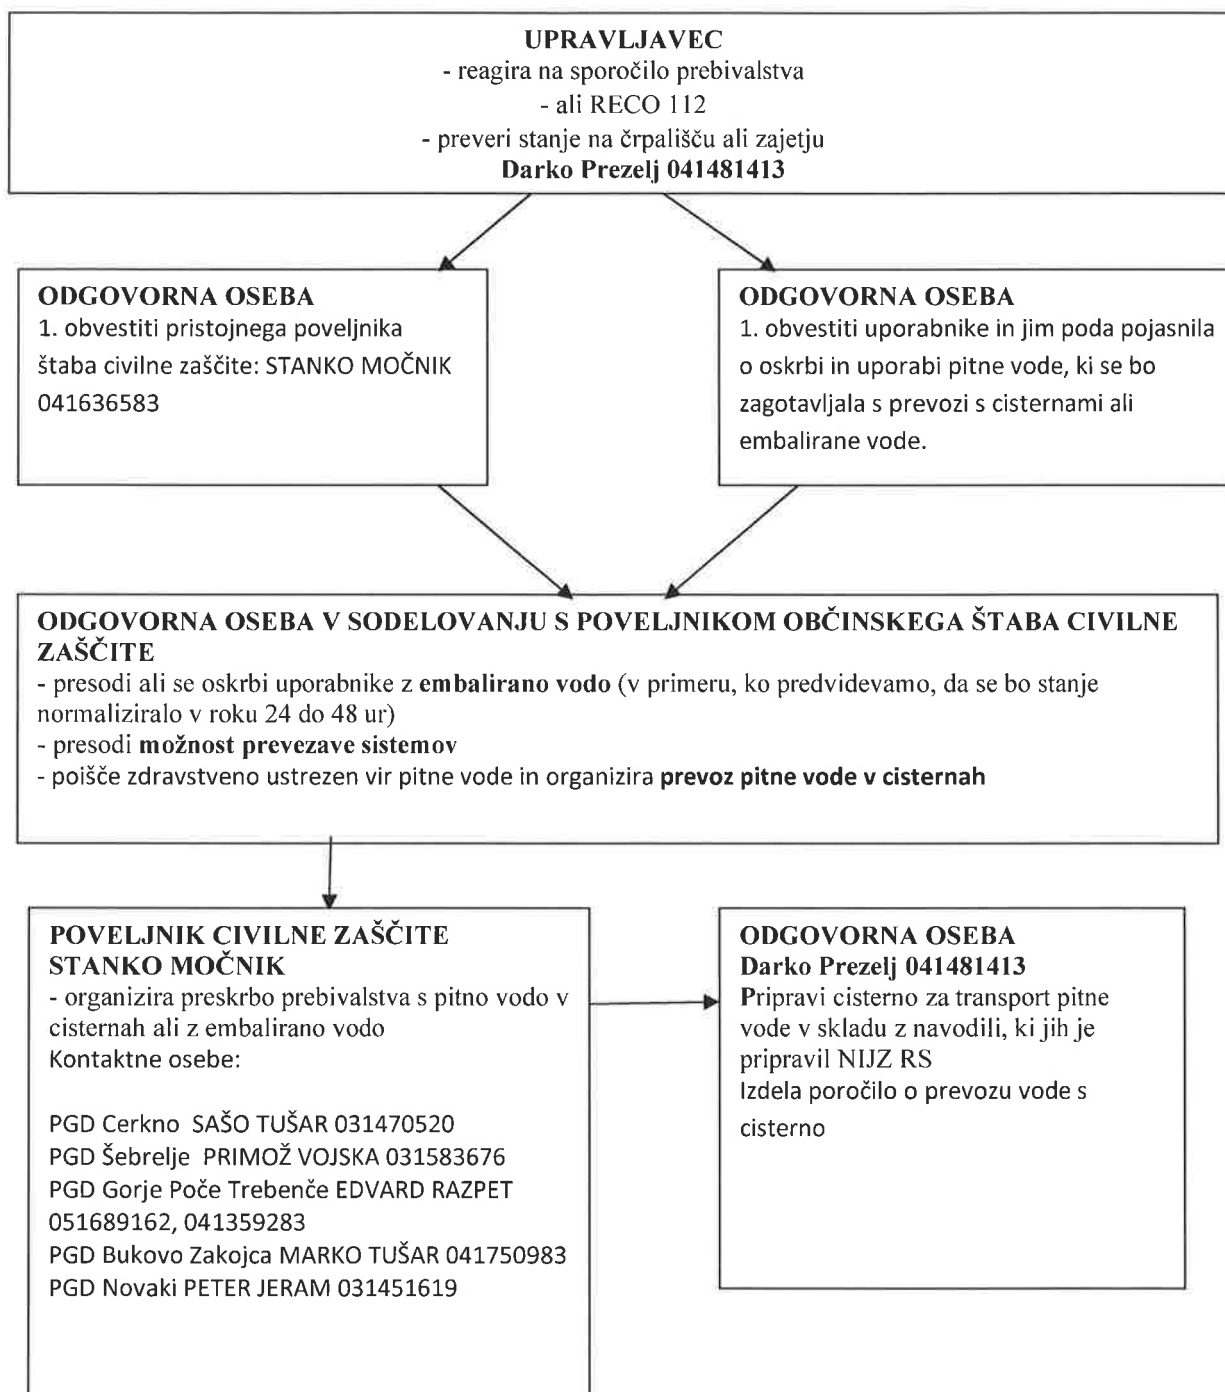 UPRAVLJAVEC
- reagira na sporočilo prebivalstva
- ali RECO 112
- preveri stanje na črpališču ali zajetju
Darko Prezelj 041481413
ODGOVORNA OSEBA
1. obvestiti pristojnega poveljnika
štaba civilne zaščite: STANKO MOČNIK
041636583
ODGOVORNA OSEBA
1. obvestiti uporabnike in jim poda pojasnila
o oskrbi in uporabi pitne vode, ki se bo
zagotavljala s prevozi s cisternami ali
embalirane vode.
ODGOVORNA OSEBA V SODELOVANJU S POVELJNIKOM OBČINSKEGA ŠTABA CIVILNE
ZAŠČITE
- presodi ali se oskrbi uporabnike z embalirano vodo (v primeru, ko predvidevamo, da se bo stanje
normaliziralo v roku 24 do 48 ur)
- presodi možnost prevezave sistemov
- poišče zdravstveno ustrezen vir pitne vode in organizira prevoz pitne vode v cisternah
POVELJNIK CIVILNE ZAŠČITE
STANKO MOČNIK
- organizira preskrbo prebivalstva s pitno vodo v
cisternah ali z embalirano vodo
Kontaktne osebe:
PGD Cerkno SAŠO TUŠAR 031470520
PGD Šebrelje PRIMOŽ VOJSKA 031583676
PGD Gorje Poče Trebenče EDVARD RAZPET
051689162, 041359283
PGD Bukovo Zakojca MARKO TUŠAR 041750983
PGD Novaki PETER JERAM 031451619
ODGOVORNA OSEBA
Darko Prezelj 041481413
Pripravi cisterno za transport pitne
vode v skladu z navodili, ki jih je
pripravil NIJZ RS
Izdela poročilo o prevozu vode s
cisterno